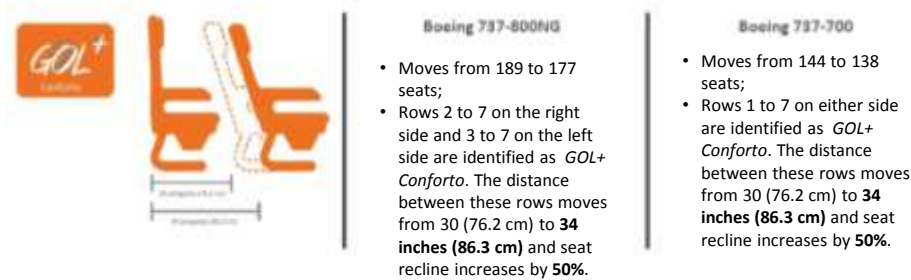 GOL+
Conforto
Boeing 737-800NG
• Moves from 189 to 177
seats;
• Rows 2 to 7 on the right
side and 3 to 7 on the left
side are identified as GOL+
Conforto. The distance
between these rows moves
from 30 (76.2 cm) to 34
inches (86.3 cm) and seat
recline increases by 50%.
Boeing 737-700
• Moves from 144 to 138
seats;
• Rows 1 to 7 on either side
are identified as GOL+
Conforto. The distance
between these rows moves
from 30 (76.2 cm) to 34
inches (86.3 cm) and seat
recline increases by 50%.